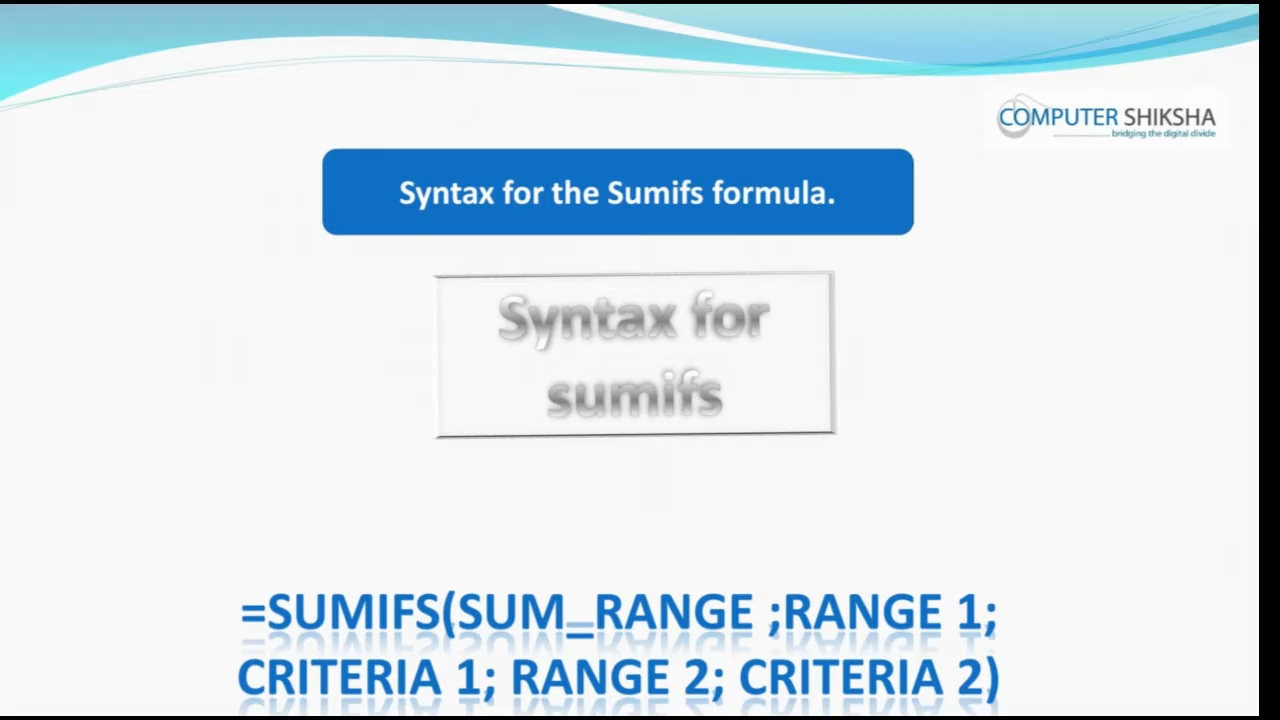 COMPUTER SHIKSHA
bridging the digital divide
Syntax for the Sumifs formula.
Syntax for
sumifs
=SUMIFS(SUM_RANGE ;RANGE 1;
CRITERIA 1; RANGE 2; CRITERIA 2)